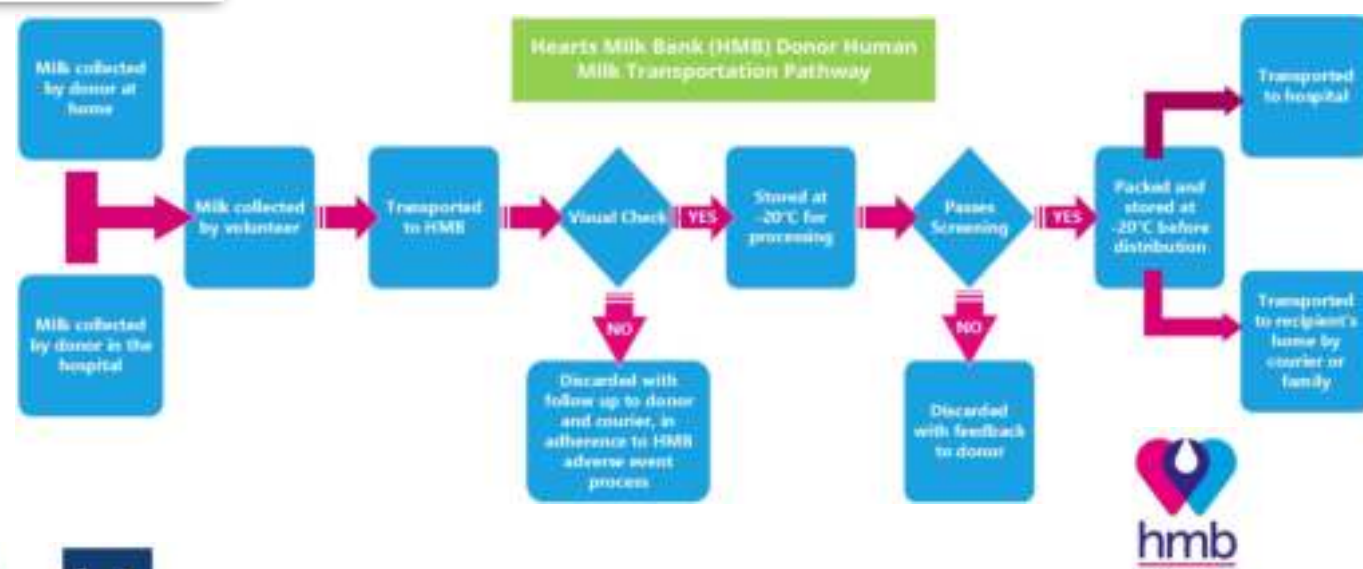 Hearts Milk Bank (HMB) Donor Human
Milk Transportation Pathway
Milk collected
by donor at
home
Milk collected
by donor in the
hospital
Milk collected
by volunteer
Transported
to HMB
Visual Check
YES
NO
Discarded with
follow up to donor
and courier, in
adherence to HMB
adverse event
process
Stored at
-20°C for
processing
Passes
Screening
YES
NO
Discarded
with feedback
to donor
Packed and
stored at
-20°C before
distribution
Transported
to hospital
Transported
to recipient's
home by
courier or
family
hmb